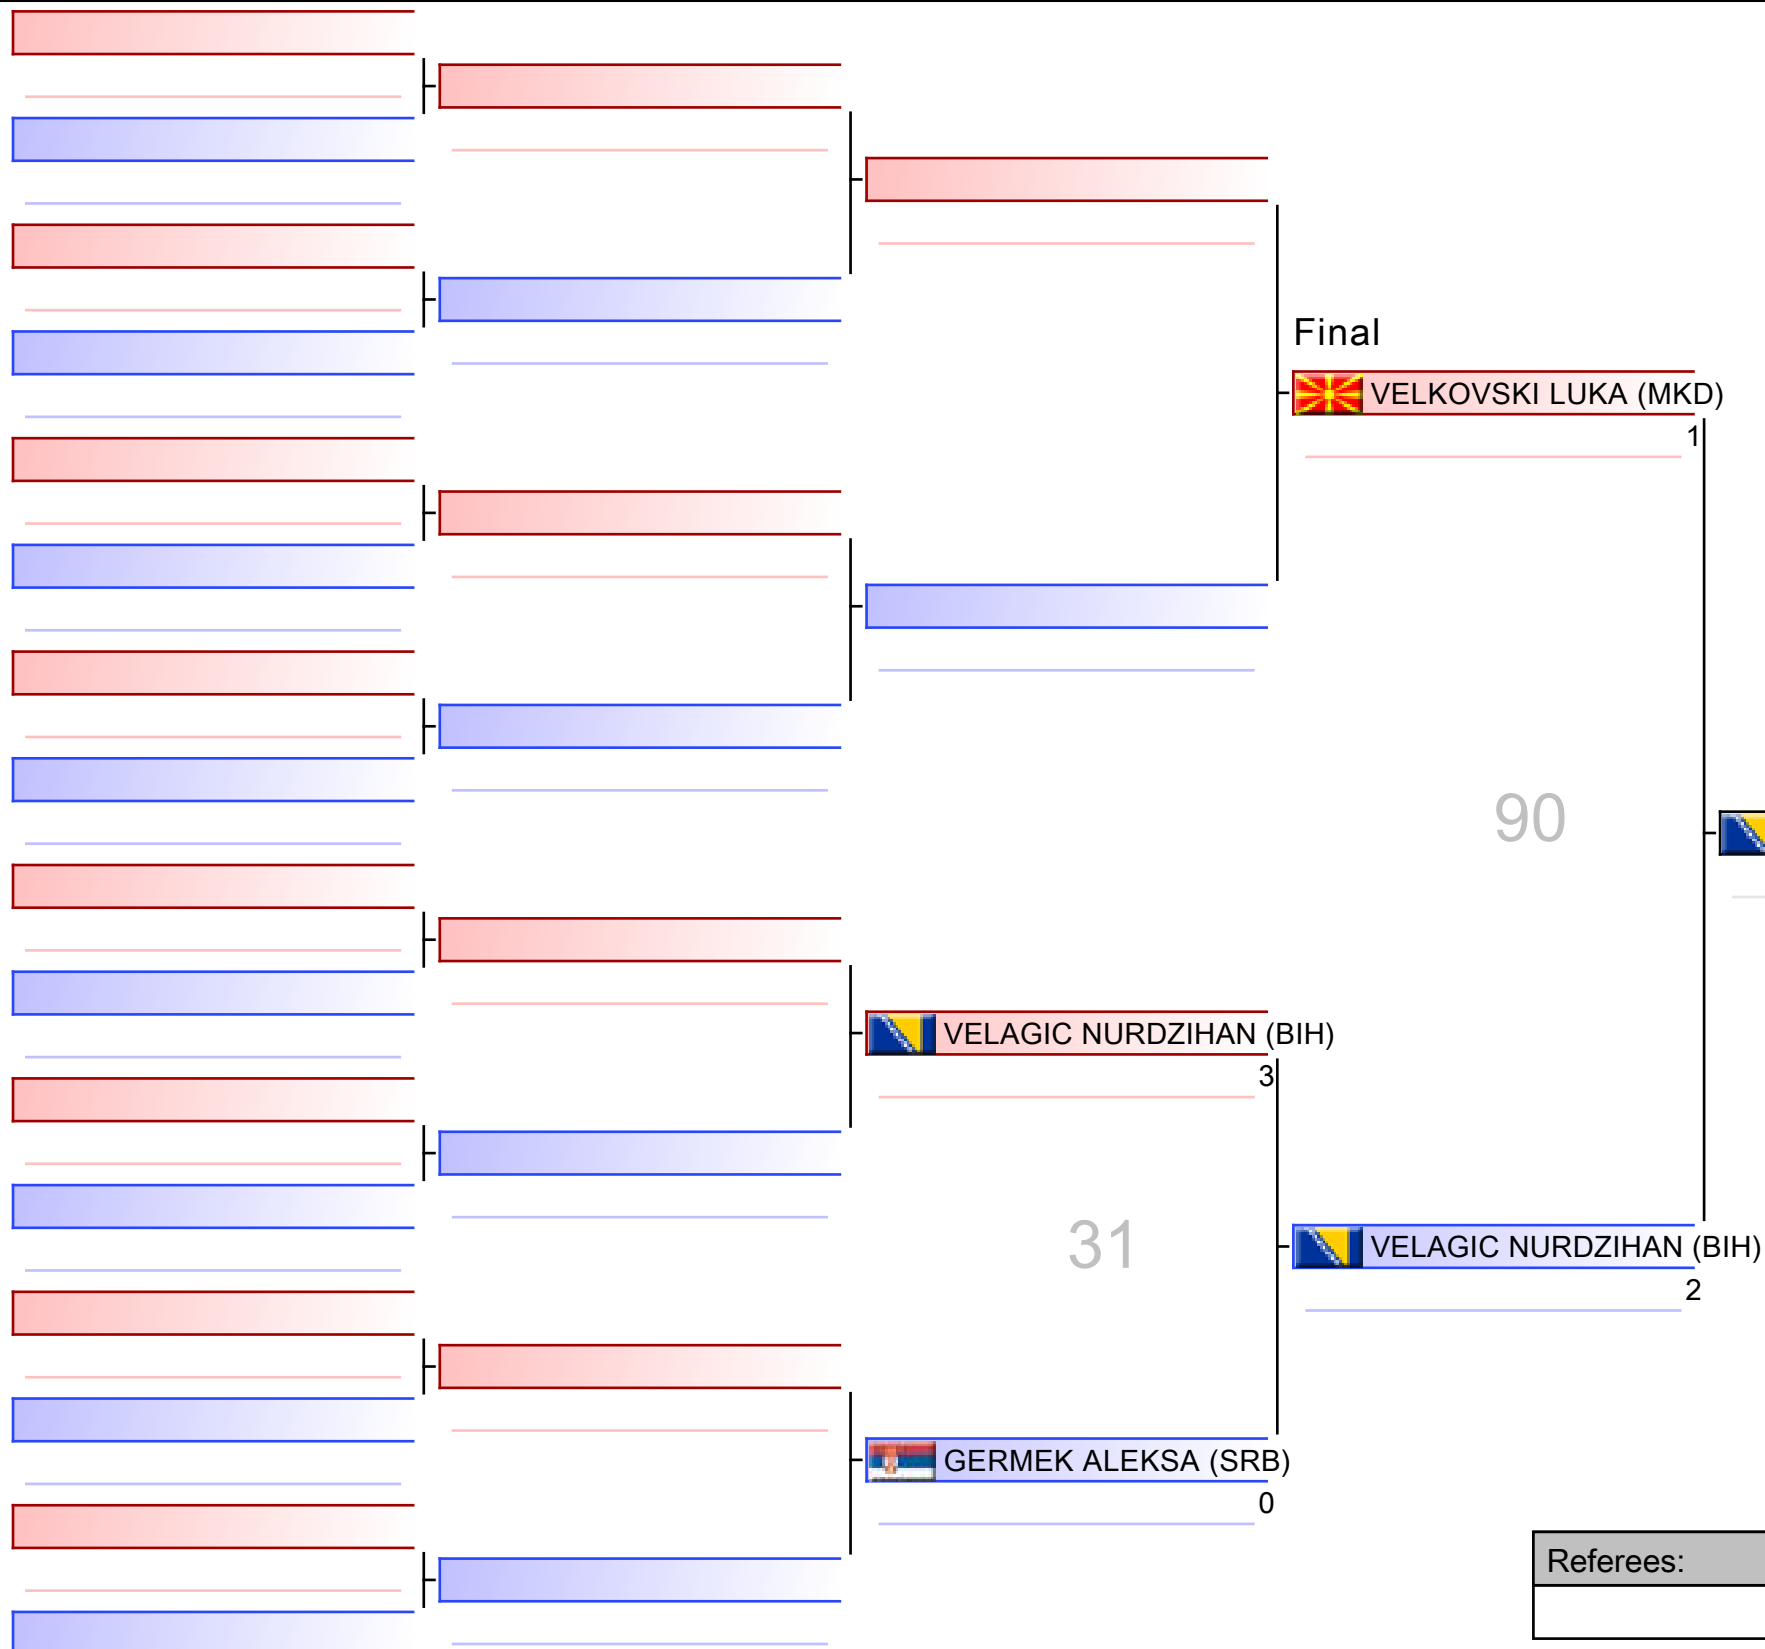 Final
VELKOVSKI LUKA (MKD)
1
90
VELAGIC NURDZIHAN (BIH)
3
31
VELAGIC NURDZIHAN (BIH)
2
GERMEK ALEKSA (SRB)
0
Referees: